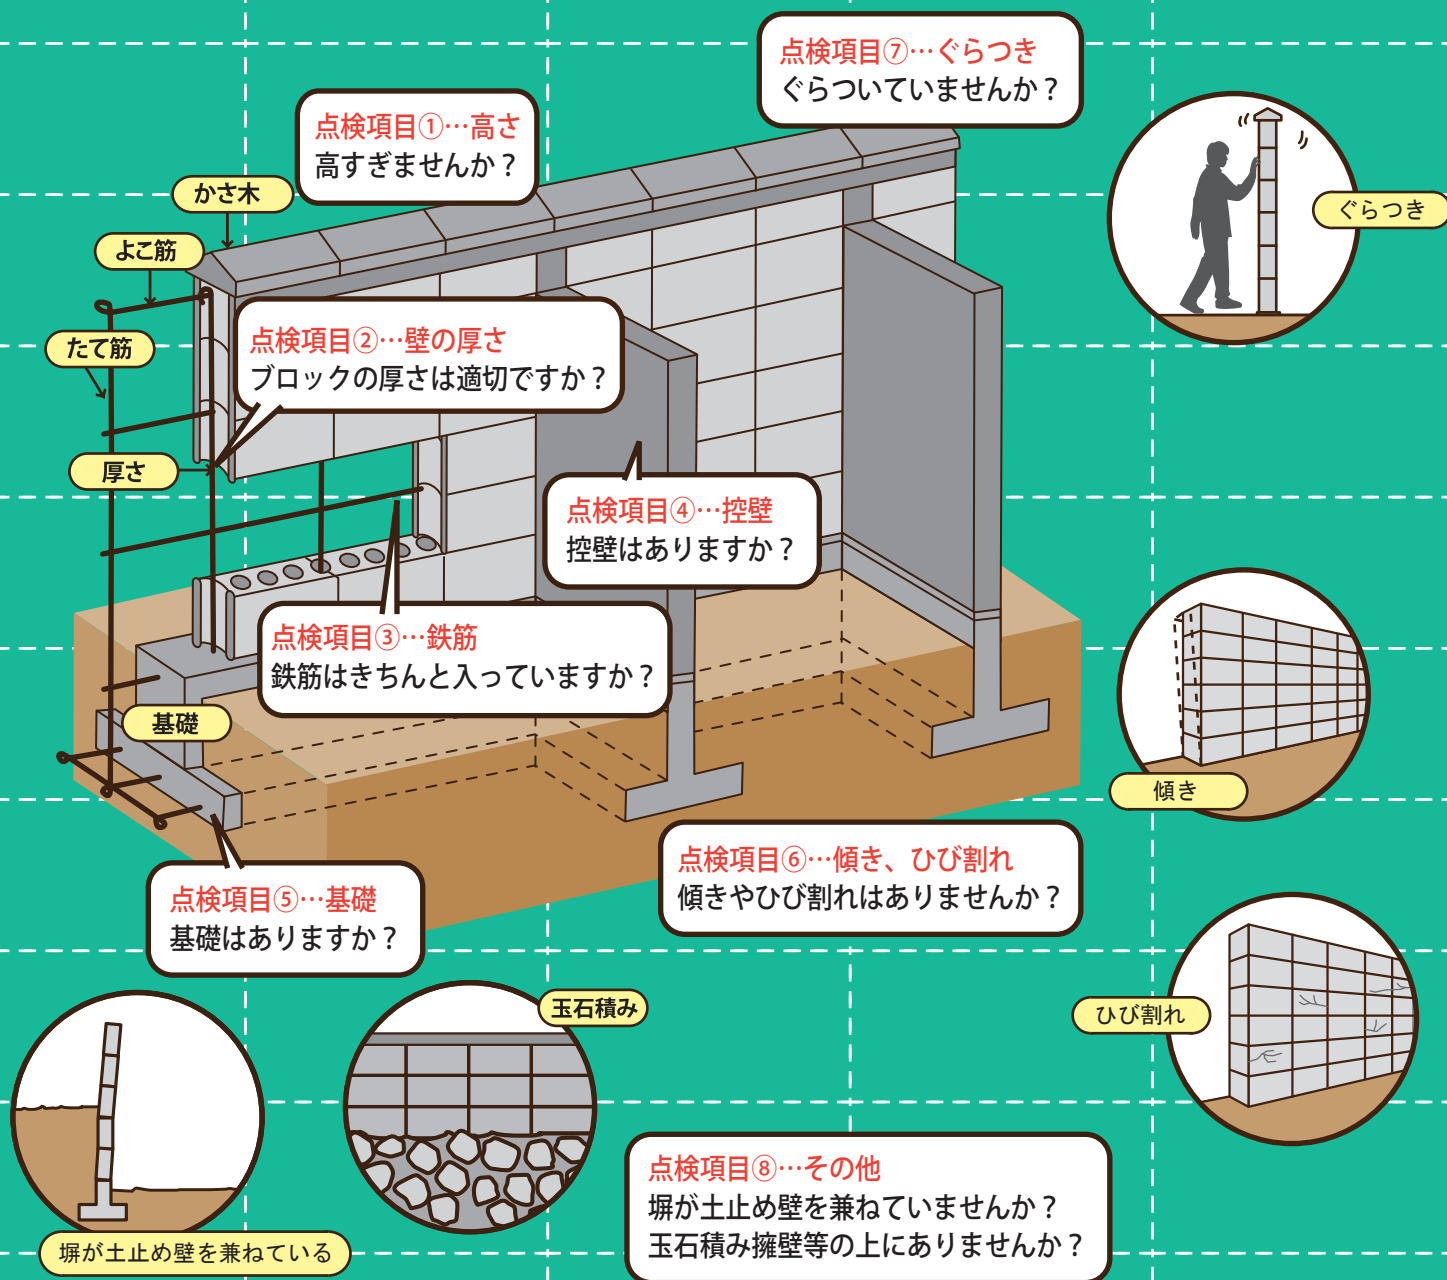 点検項目⑦…ぐらつき
ぐらついていませんか？
点検項目①…高さ
高すぎませんか？
かさ木
ぐらつき
よこ筋
たて筋
点検項目②…壁の厚さ
ブロックの厚さは適切ですか？
厚さ
点検項目④…控壁
控壁はありますか？
点検項目③…鉄筋
鉄筋はきちんと入っていますか？
基礎
傾き
点検項目⑥…傾き、ひび割れ
傾きやひび割れはありませんか？
点検項目⑤…基礎
基礎はありますか？
玉石積み
ひび割れ
点検項目⑧…その他
塀が土止め壁を兼ねていませんか？
玉石積み擁壁等の上にありませんか？
塀が土止め壁を兼ねている